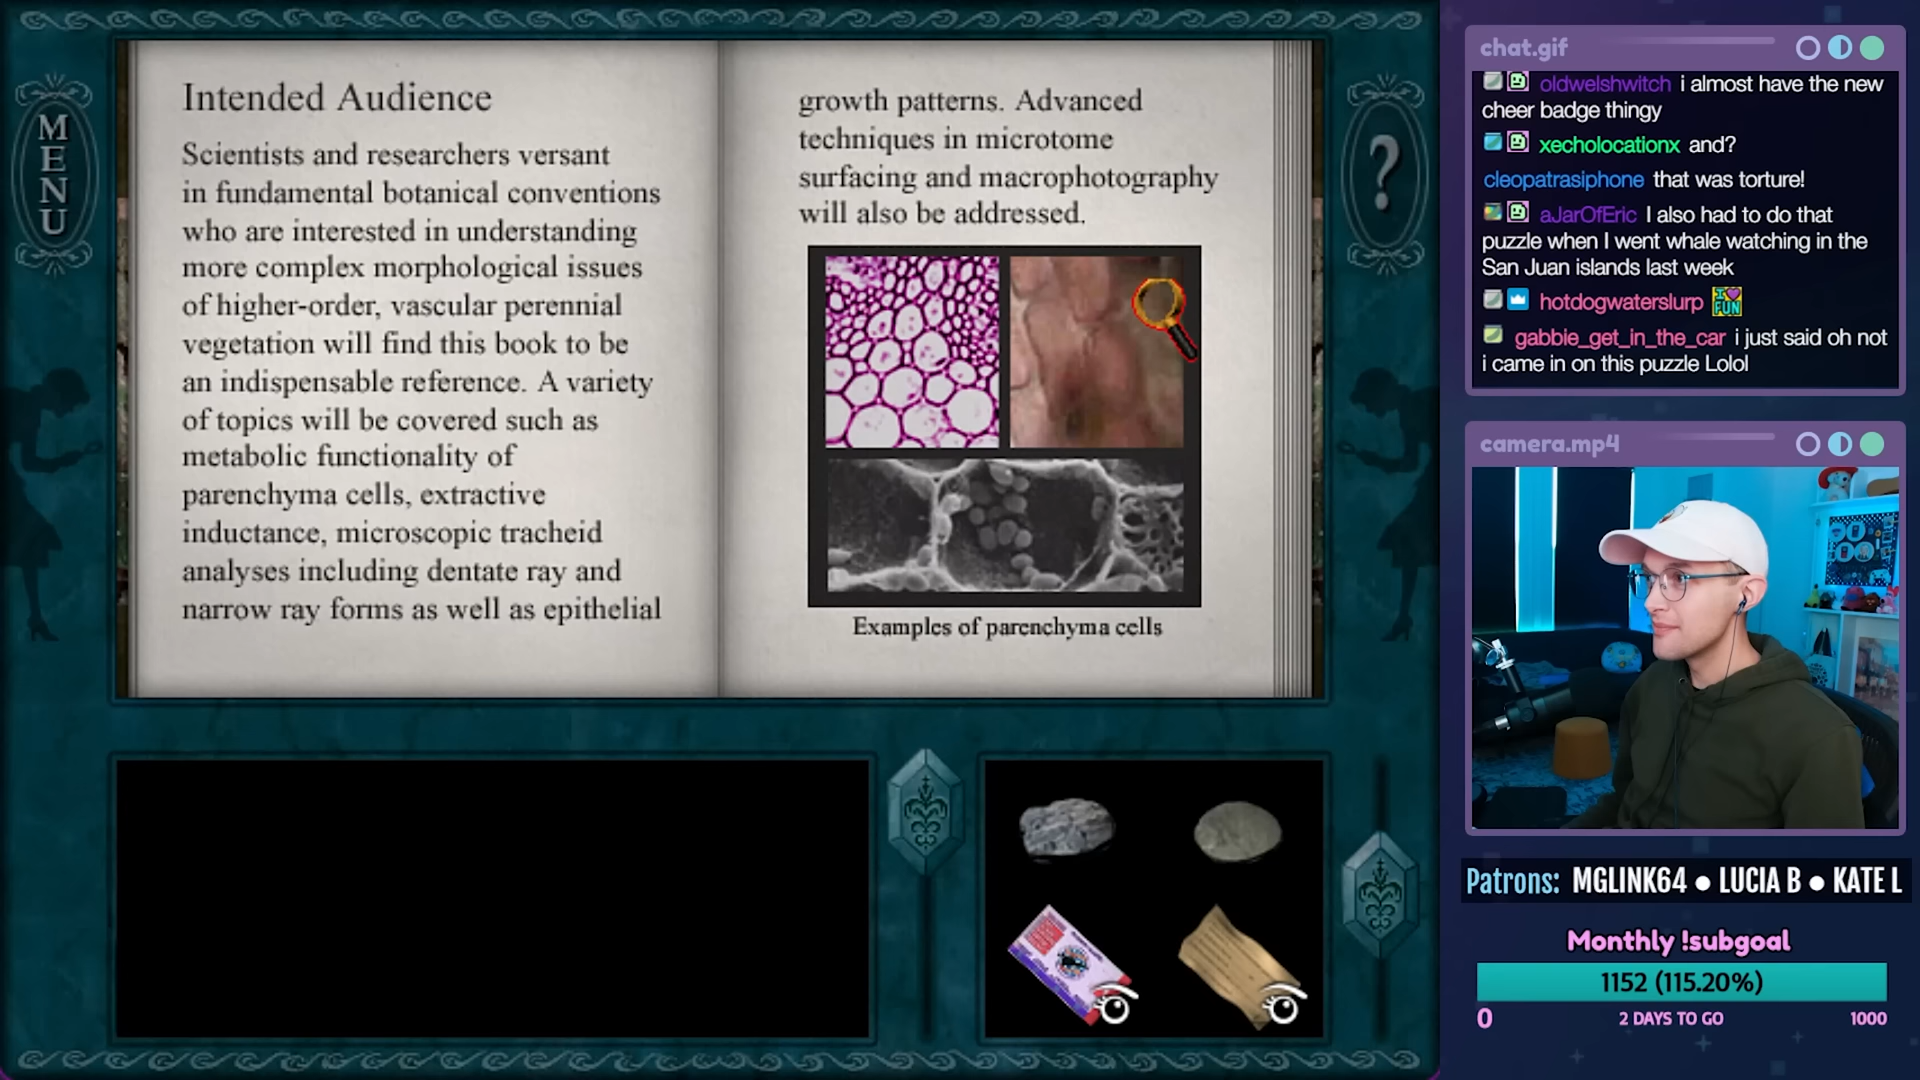 MENU
Intended Audience
Scientists and researchers versant
in fundamental botanical conventions
who are interested in understanding
more complex morphological issues
of higher-order, vascular perennial
vegetation will find this book to be
an indispensable reference. A variety
of topics will be covered such as
metabolic functionality of
parenchyma cells, extractive
inductance, microscopic tracheid
analyses including dentate ray and
narrow ray forms as well as epithelial
growth patterns. Advanced
techniques in microtome
surfacing and macrophotography
will also be addressed.
Examples of parenchyma cells
?
chat.gif
oldwelshwitch i almost have the new
cheer badge thingy
xecholocationx and?
cleopatrasiphone that was torture!
aJarOfEric I also had to do that
puzzle when I went whale watching in the
San Juan islands last week
hotdogwaterslurp I FUN
gabbie_get_in_the_car i just said oh not
i came in on this puzzle Lolol
camera.mp4
Patrons: MGLINK64 ● LUCIA B ● KATE L
Monthly !subgoal
1152 (115.20%)
0 2 DAYS TO GO 1000